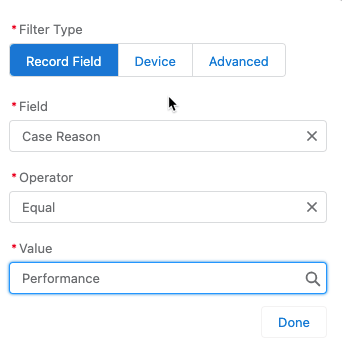 * Filter Type
Record Field Device Advanced
* Field
Case Reason
* Operator
Equal
* Value
Performance
Done